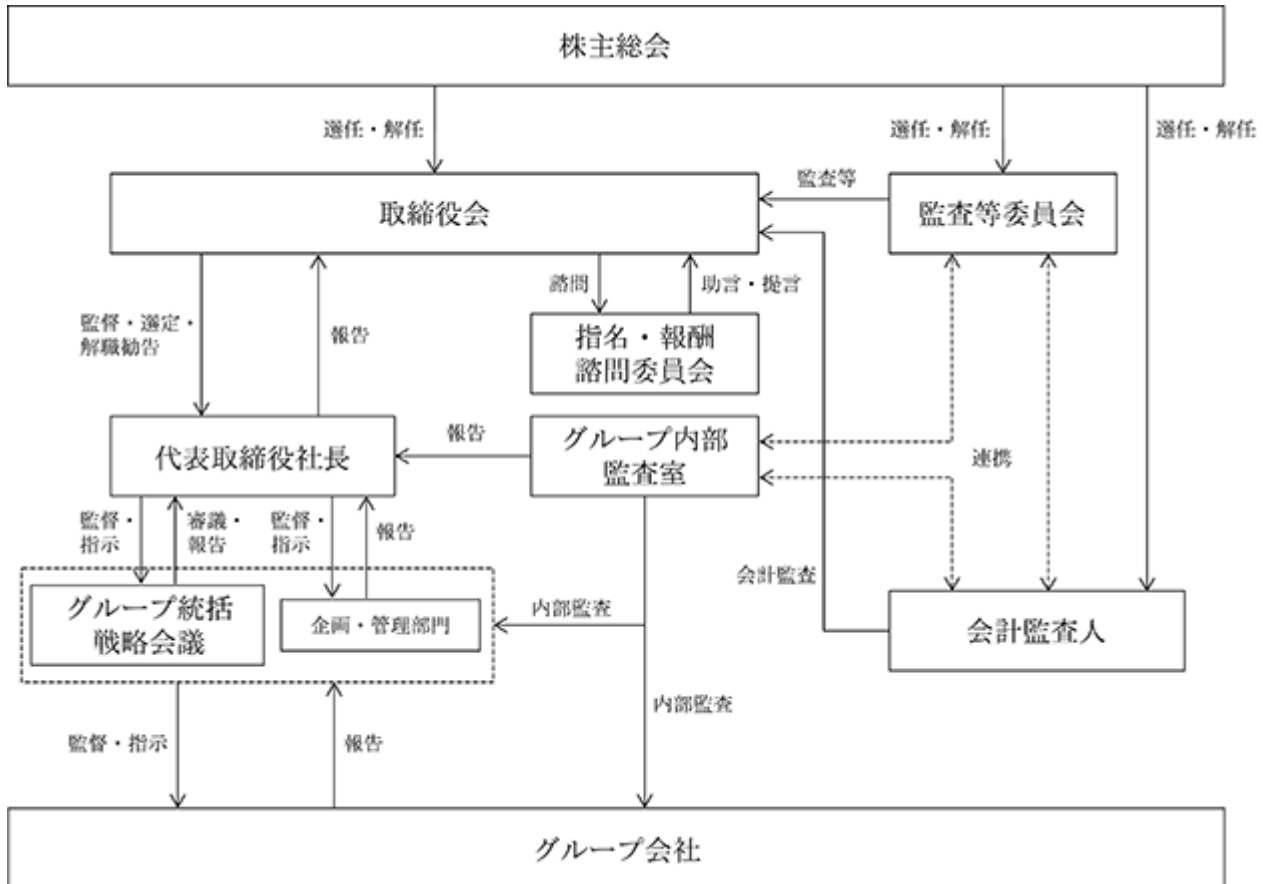 株主総会
選任・解任
選任・解任
選任・解任
監査等
取締役会
監査等委員会
諮問
助言・提言
監督・選定・
解職勧告
報告
指名・報酬
諮問委員会
代表取締役社長
報告
グループ内部
監査室
連携
監督・
指示
審議・
報告
監督・
指示
報告
会計監査
グループ統括
戦略会議
企画・管理部門
内部監査
会計監査人
内部監査
監督・指示
報告
グループ会社